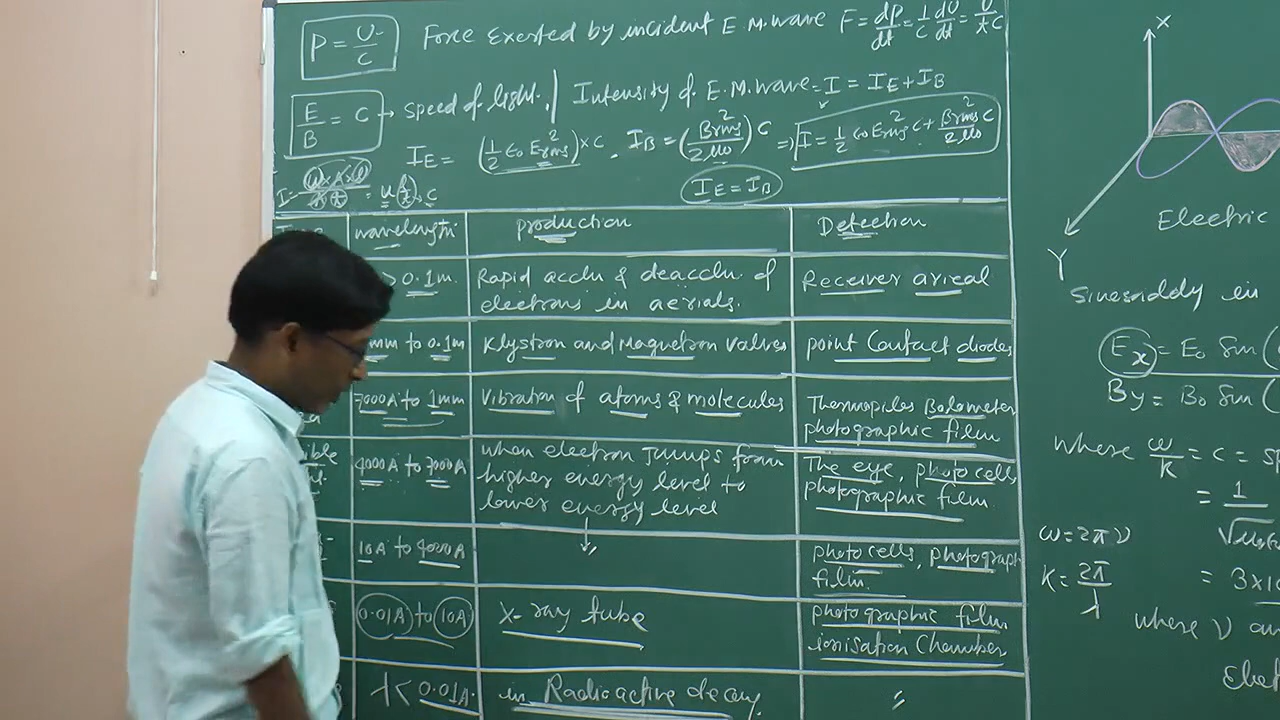 P = U/C Force exerted by incident E M. wave F = dP/dt = 1/C dU/dt = U/tC
E/B = C → speed of light. | Intensity of E.M. wave = I = IE + IB
IE = (1/2 ε0 Erms²) × C . IB = (Brms²/2μ0) C ⇒ I = 1/2 ε0 Erms² C + Brms²/2μ0 C
IE = IB
wavelength production Detection
> 0.1m. Rapid acclu & deacclu. of electrons in aerials. Receiver arieal
mm to 0.1m Klystron and Magnetron valves point Contact diodes
7000A to 1mm Vibration of atoms & molecules Thermopiles Bolometer photographic film
4000A to 7000A when electron Jumps from higher energy level to lower energy level The eye, photo cells photographic film
10A to 4000A ↓ photo cells, photograph film.
0.01A to 10A X-ray tube photographic film ionisation Chamber
λ < 0.01A. in Radioactive decay. "
X
Y
Electric
Sinesoiddy in
Ex = E0 Sin (
By = B0 Sin (
where ω/K = C = sp
= 1
ω = 2πν
K = 2π/λ
= 3x10
where ν an